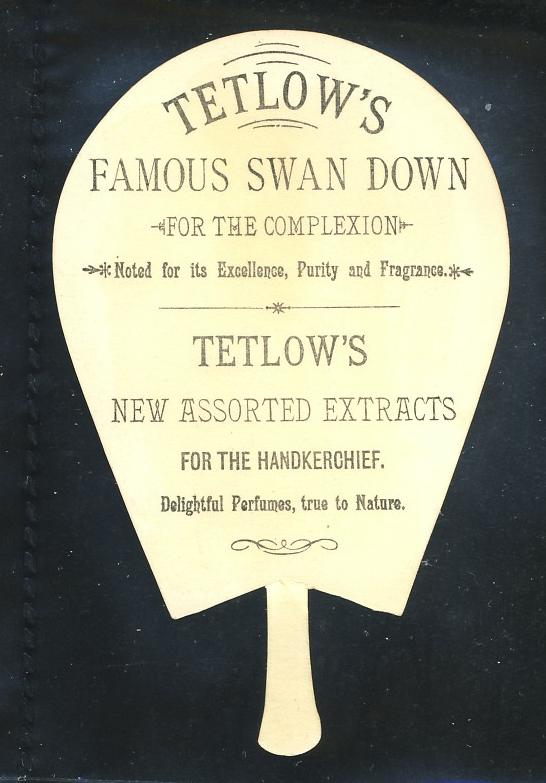 TETLOW'S
FAMOUS SWAN DOWN
FOR THE COMPLEXION
Noted for its Excellence, Purity and Fragrance.
TETLOW'S
NEW ASSORTED EXTRACTS
FOR THE HANDKERCHIEF.
Delightful Perfumes, true to Nature.